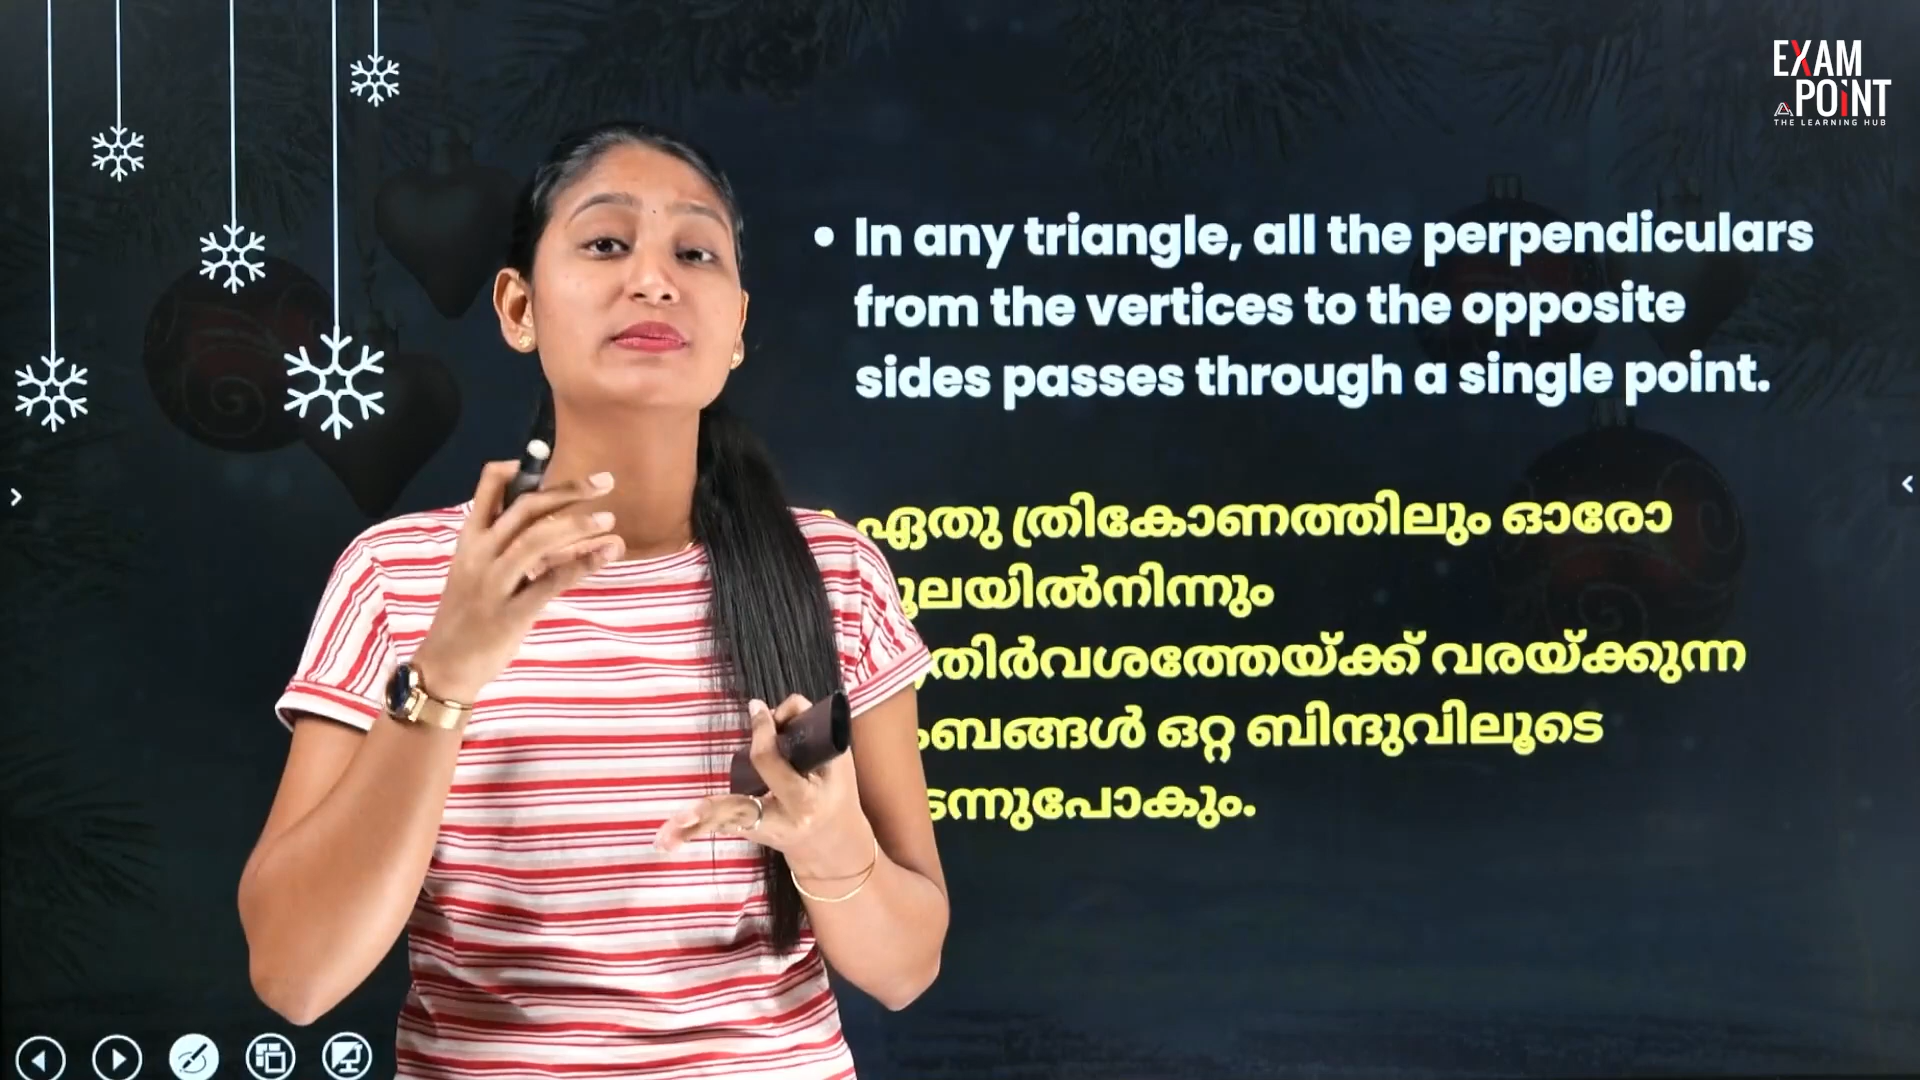 EXAM
POINT
THE LEARNING HUB
• In any triangle, all the perpendiculars
from the vertices to the opposite
sides passes through a single point.
ഏതു ത്രികോണത്തിലും ഓരോ
വരയ്ക്കുന്ന
ഒറ്റ ബിന്ദുവിലൂടെ